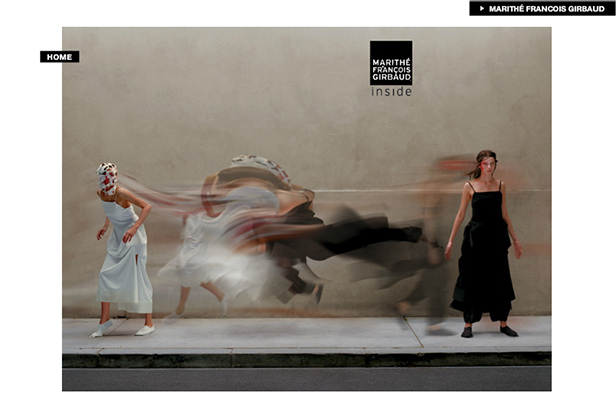 MARITHÉ FRANCOIS GIRBAUD
HOME
MARITHÉ
FRANÇOIS
GIRBAUD
inside